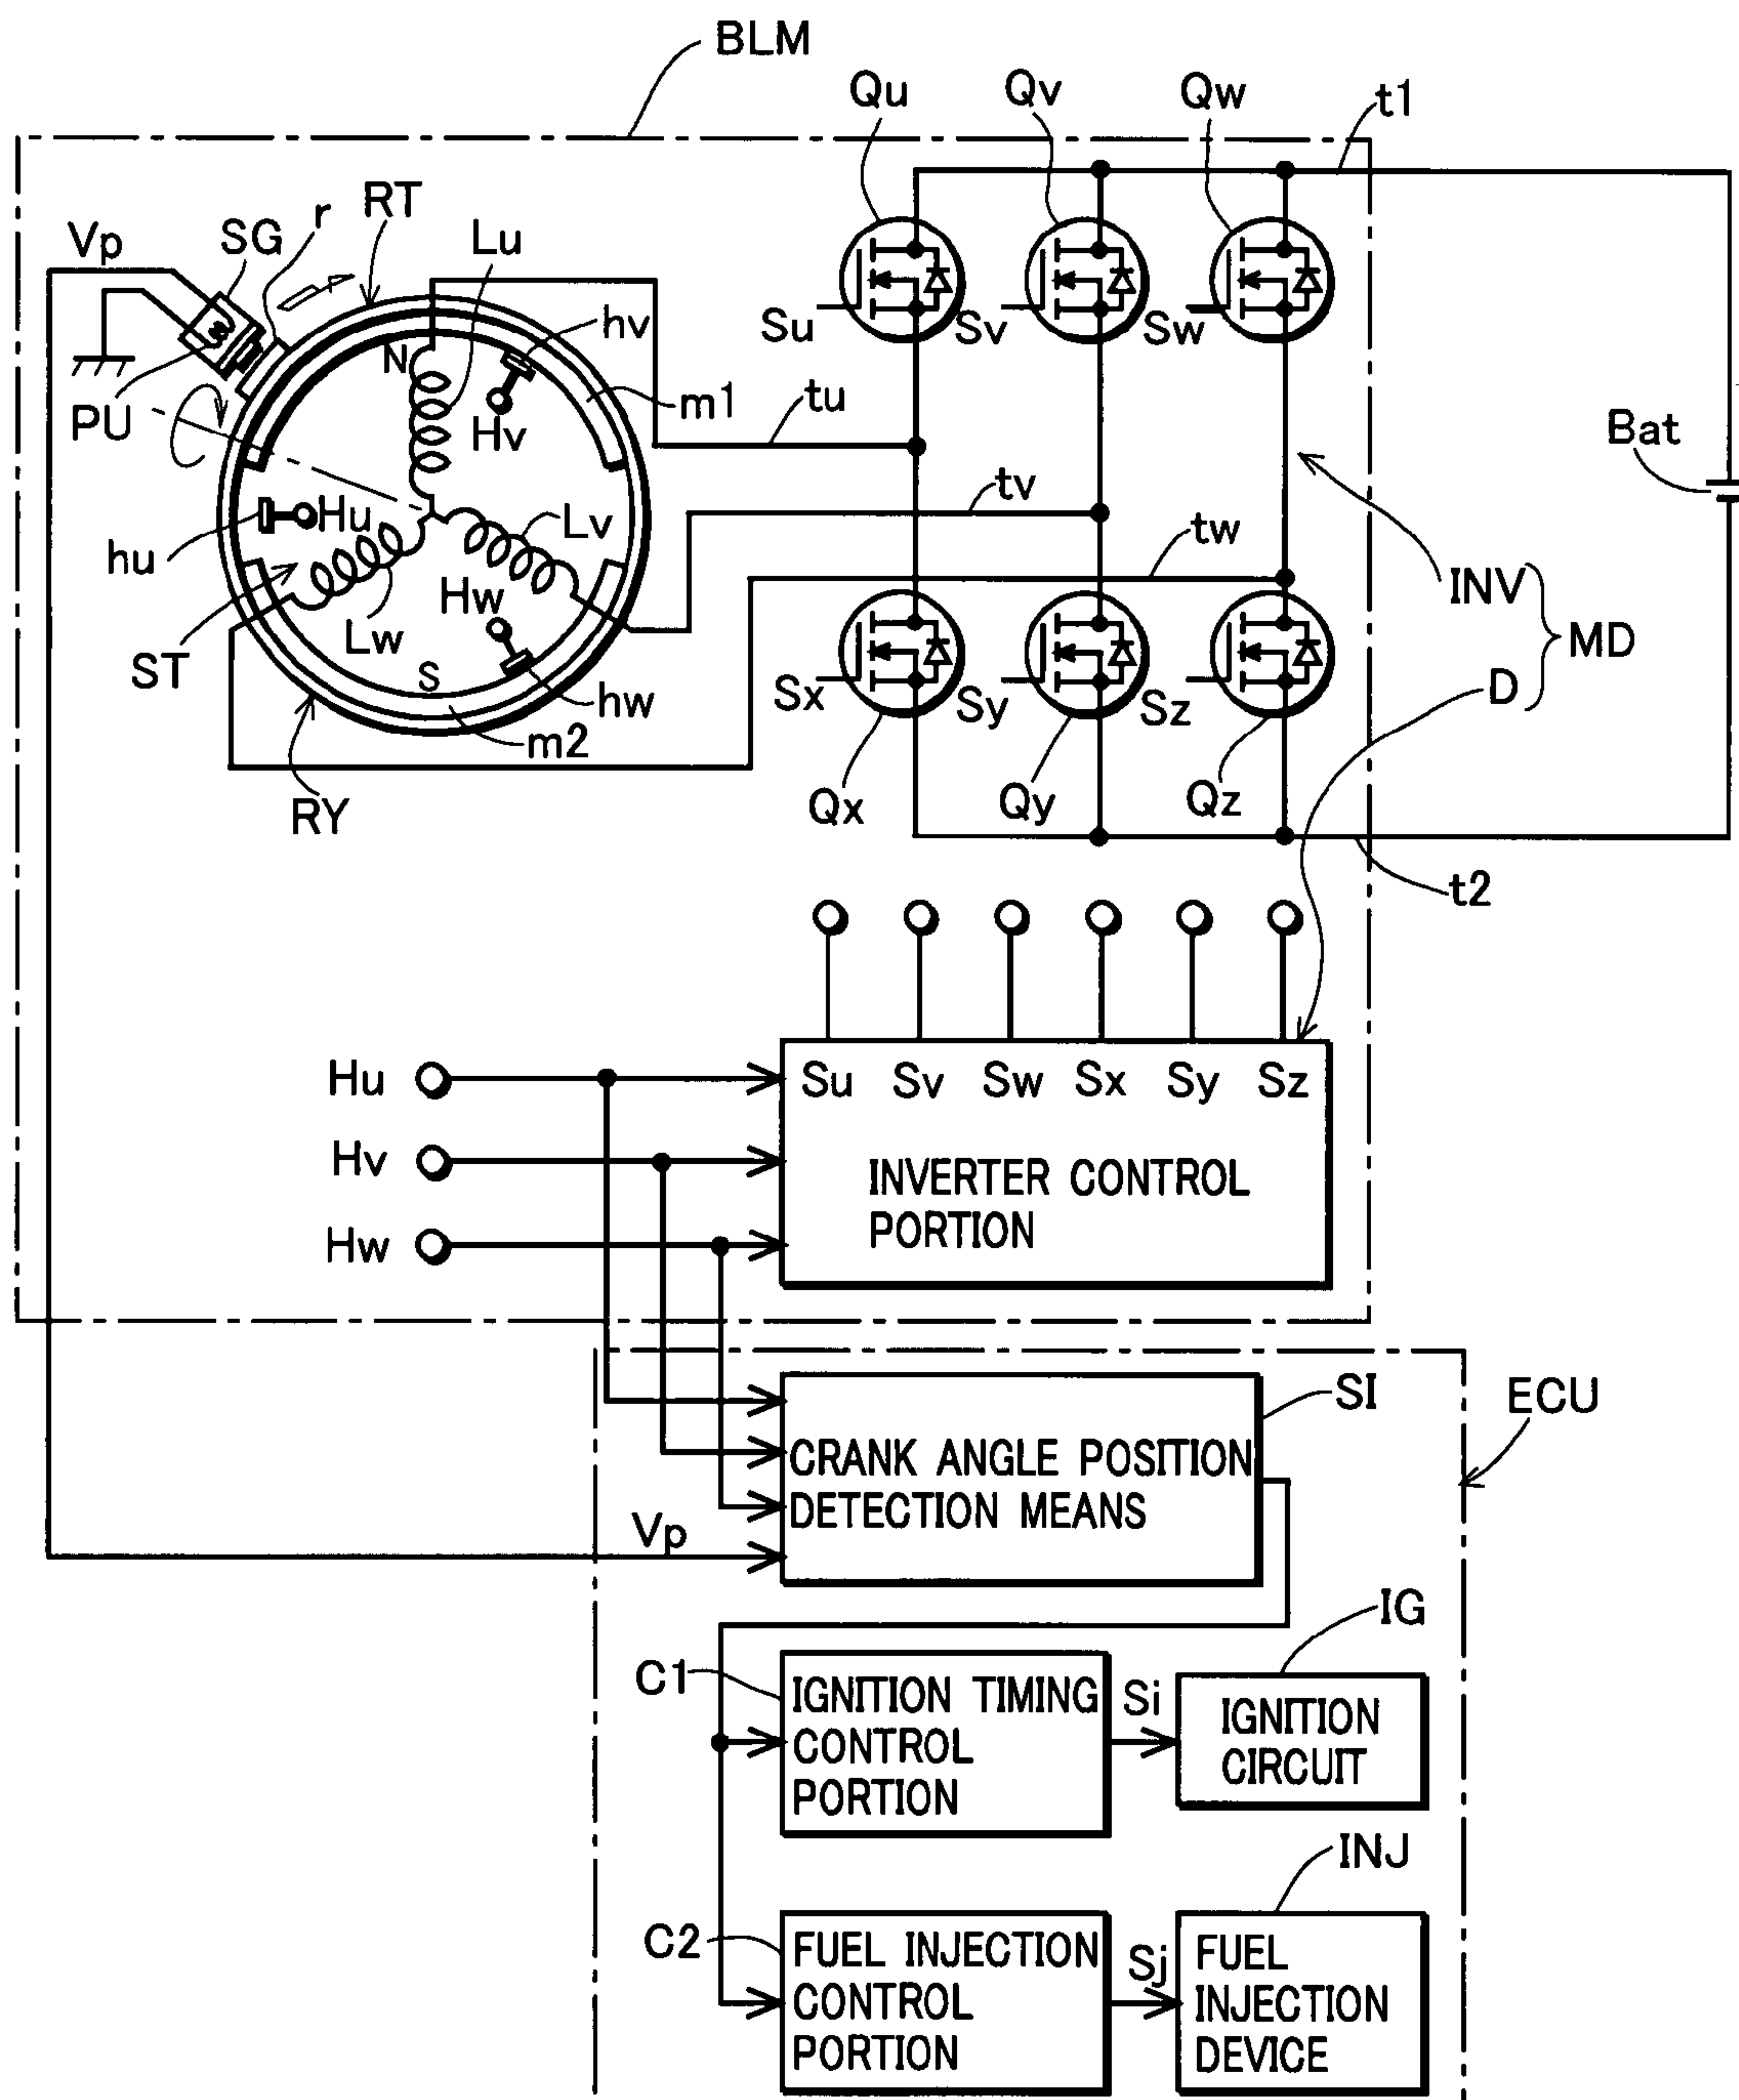 BLM
Qu
Qv
Qw
t1
Vp
SG
r
RT
Lu
hv
N
Su
Sv
Sw
PU
Hv
m1
tu
Bat
Hu
Lv
tv
tw
hu
Hw
INV
MD
Lw
ST
S
hw
D
Sx
Sy
Sz
m2
RY
Qx
Qy
Qz
t2
Hu
Su Sv Sw Sx Sy Sz
Hv
INVERTER CONTROL
PORTION
Hw
SI
ECU
CRANK ANGLE POSITION
DETECTION MEANS
Vp
IG
C1
IGNITION TIMING
CONTROL
PORTION
Si
IGNITION
CIRCUIT
INJ
C2
FUEL INJECTION
CONTROL
PORTION
Sj
FUEL
INJECTION
DEVICE